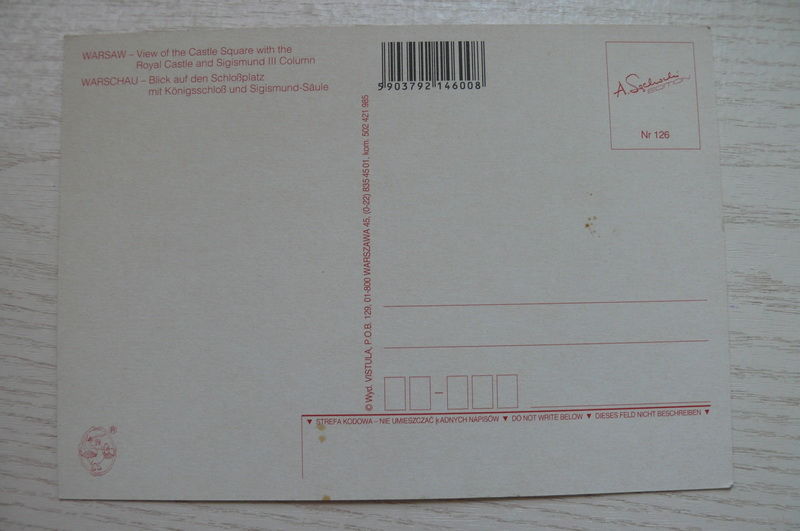 WARSAW – View of the Castle Square with the
Royal Castle and Sigismund III Column
WARSCHAU – Blick auf den Schloßplatz
mit Königsschloß und Sigismund-Säule
5903792146008
EDITION
Nr 126
© Wyd. VISTULA, P.O.B. 129, 01-800 WARSZAWA 45, (0-22) 835 45 01, kom. 502 421 985
▼ STREFA KODOWA – NIE UMIESZCZAĆ ŁADNYCH NAPISÓW ▼ DO NOT WRITE BELOW ▼ DIESES FELD NICHT BESCHREIBEN ▼
®